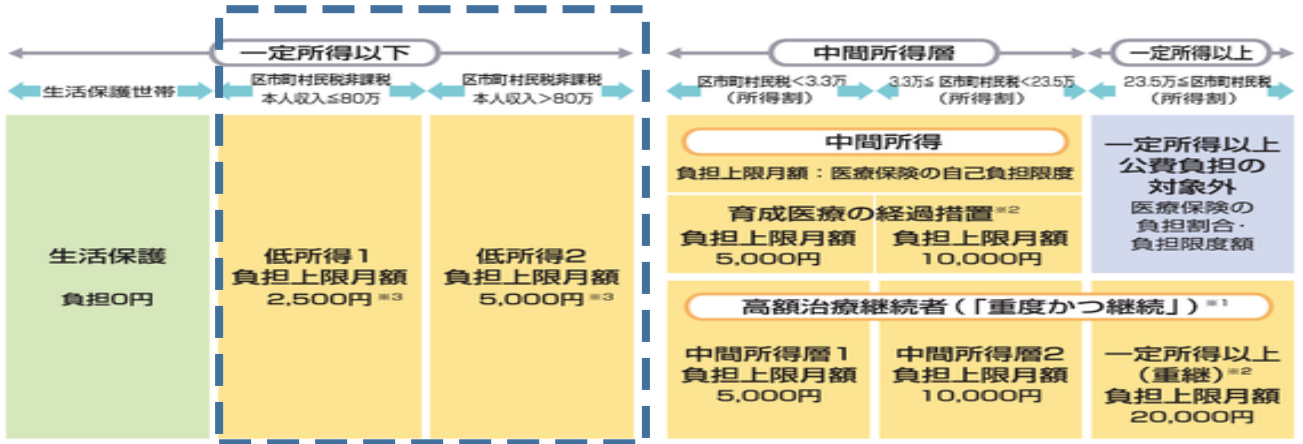 一定所得以下
中間所得層
一定所得以上
生活保護世帯
区市町村民税非課税
本人収入≦80万
区市町村民税非課税
本人収入>80万
区市町村民税<3.3万
(所得割)
3.3万≦区市町村民税<23.5万
(所得割)
23.5万≦区市町村民税
(所得割)
生活保護
負担0円
低所得1
負担上限月額
2,500円※3
低所得2
負担上限月額
5,000円※3
中間所得
負担上限月額:医療保険の自己負担限度
育成医療の経過措置※2
負担上限月額
5,000円
負担上限月額
10,000円
一定所得以上
公費負担の
対象外
医療保険の
負担割合・
負担限度額
高額治療継続者(「重度かつ継続」)※1
中間所得層1
負担上限月額
5,000円
中間所得層2
負担上限月額
10,000円
一定所得以上
(重継)※2
負担上限月額
20,000円